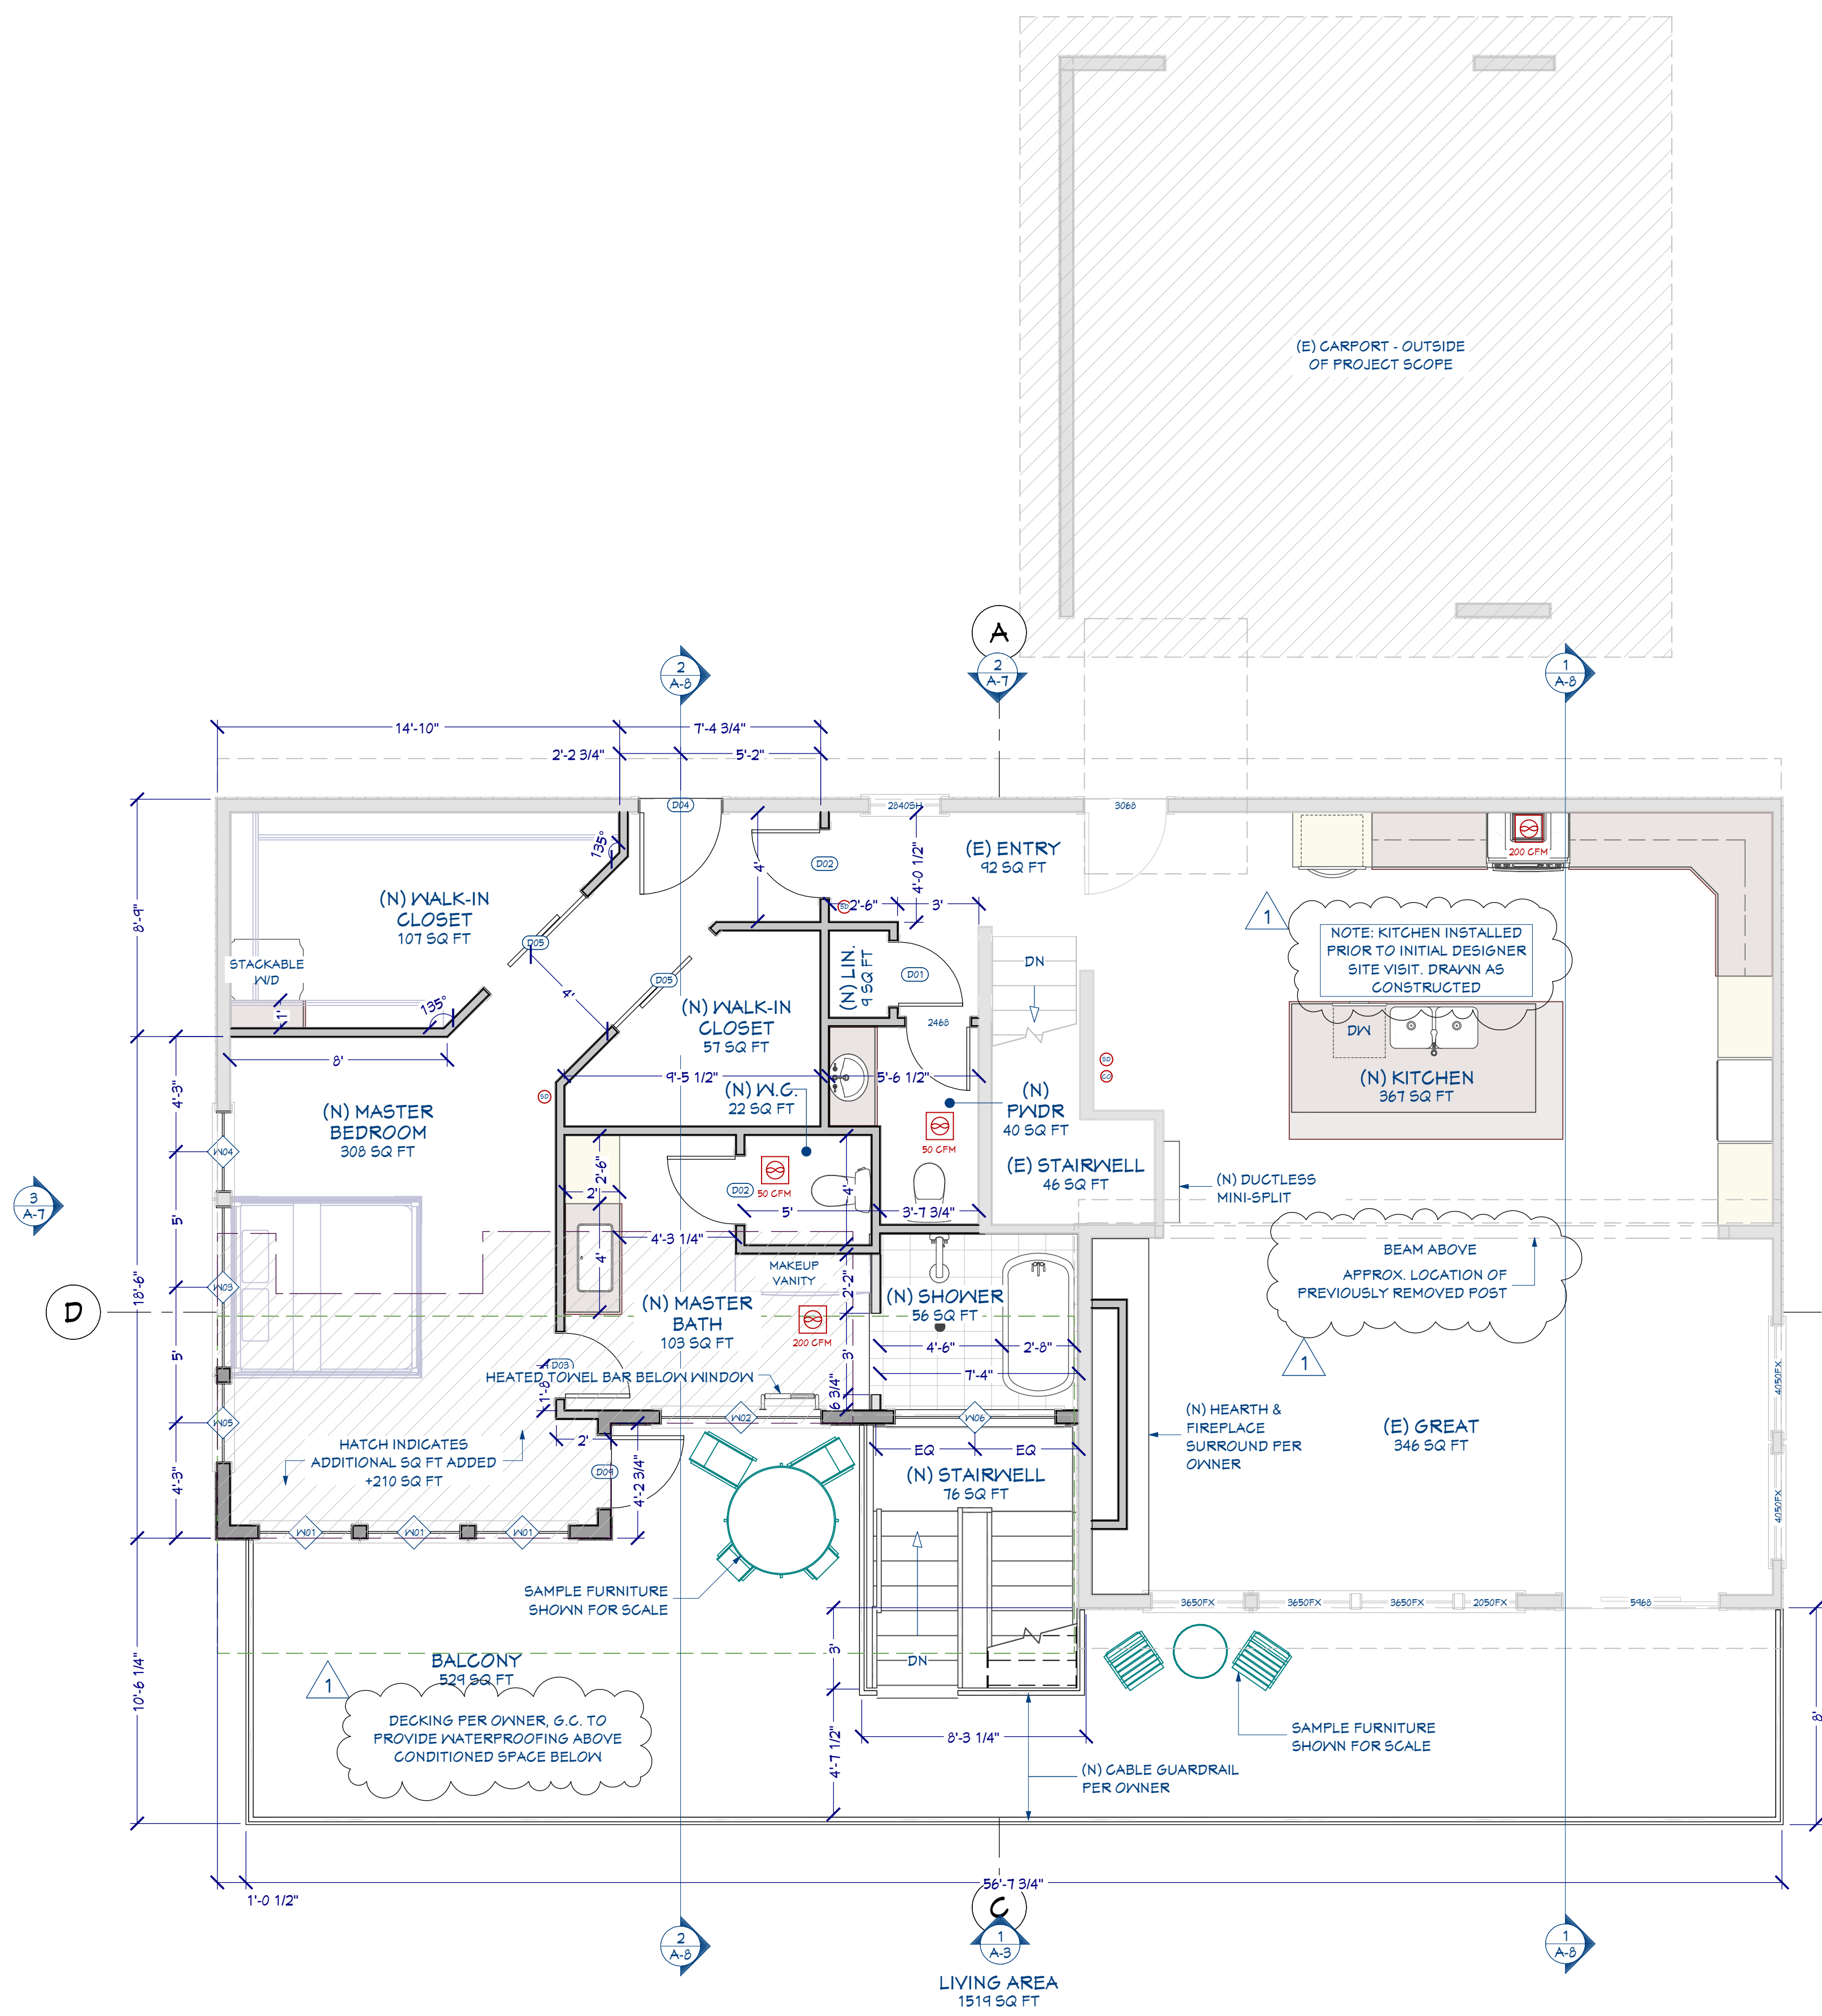 (E) CARPORT - OUTSIDE
OF PROJECT SCOPE
A
2
A-8
2
A-7
1
A-8
14'-10"
7'-4 3/4"
2'-2 3/4"
5'-2"
D04
2840SH
3068
135°
4'
D02
4'-0 1/2"
(E) ENTRY
92 SQ FT
200 CFM
8'-9"
(N) WALK-IN
CLOSET
107 SQ FT
SD
2'-6"
3'
1
NOTE: KITCHEN INSTALLED
PRIOR TO INITIAL DESIGNER
SITE VISIT. DRAWN AS
CONSTRUCTED
D05
STACKABLE
W/D
D05
(N) LIN.
9 SQ FT
D01
DN
4'
135°
1'
(N) WALK-IN
CLOSET
57 SQ FT
2468
DW
8'
SD
CO
9'-5 1/2"
5'-6 1/2"
(N) KITCHEN
367 SQ FT
4'-3"
SD
(N) W.C.
22 SQ FT
(N)
PWDR
40 SQ FT
(N) MASTER
BEDROOM
308 SQ FT
50 CFM
W04
2'-6"
(E) STAIRWELL
46 SQ FT
3
A-7
2'
D02
50 CFM
4'
(N) DUCTLESS
MINI-SPLIT
5'
5'
3'-7 3/4"
4'-3 1/4"
4'
BEAM ABOVE
APPROX. LOCATION OF
PREVIOUSLY REMOVED POST
MAKEUP
VANITY
2'-2"
W03
D
18'-6"
(N) MASTER
BATH
103 SQ FT
(N) SHOWER
56 SQ FT
200 CFM
4'-6"
2'-8"
7'-4"
5'
3'
1
D03
HEATED TOWEL BAR BELOW WINDOW
1'-8"
6 3/4"
4050FX
W05
W02
W06
(N) HEARTH &
FIREPLACE
SURROUND PER
OWNER
(E) GREAT
346 SQ FT
2'
EQ
EQ
HATCH INDICATES
ADDITIONAL SQ FT ADDED
+210 SQ FT
D09
4'-2 3/4"
4'-3"
(N) STAIRWELL
76 SQ FT
4050FX
W01
W01
W01
SAMPLE FURNITURE
SHOWN FOR SCALE
3650FX
3650FX
3650FX
2050FX
5968
3'
DN
10'-6 1/4"
BALCONY
529 SQ FT
1
DECKING PER OWNER, G.C. TO
PROVIDE WATERPROOFING ABOVE
CONDITIONED SPACE BELOW
8'
8'-3 1/4"
4'-7 1/2"
SAMPLE FURNITURE
SHOWN FOR SCALE
(N) CABLE GUARDRAIL
PER OWNER
56'-7 3/4"
1'-0 1/2"
C
2
A-8
1
A-3
1
A-8
LIVING AREA
1519 SQ FT